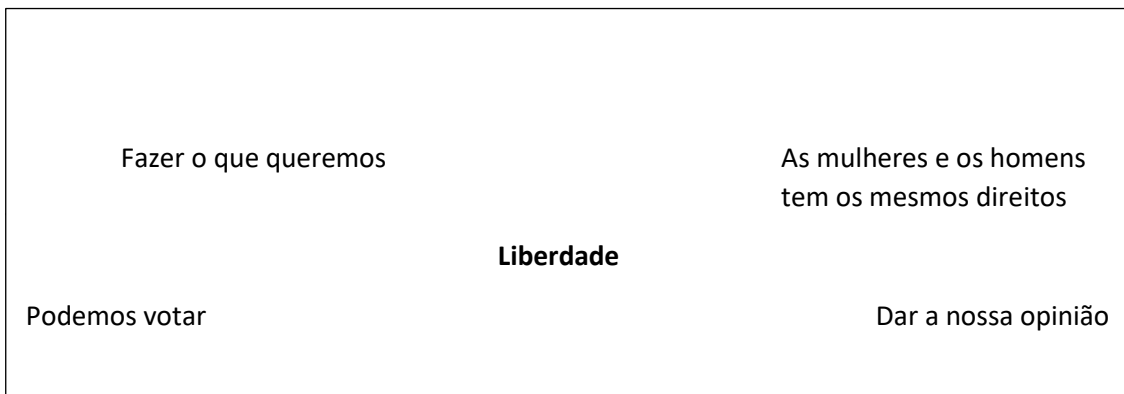 Fazer o que queremos
As mulheres e os homens
tem os mesmos direitos
Liberdade
Podemos votar
Dar a nossa opinião